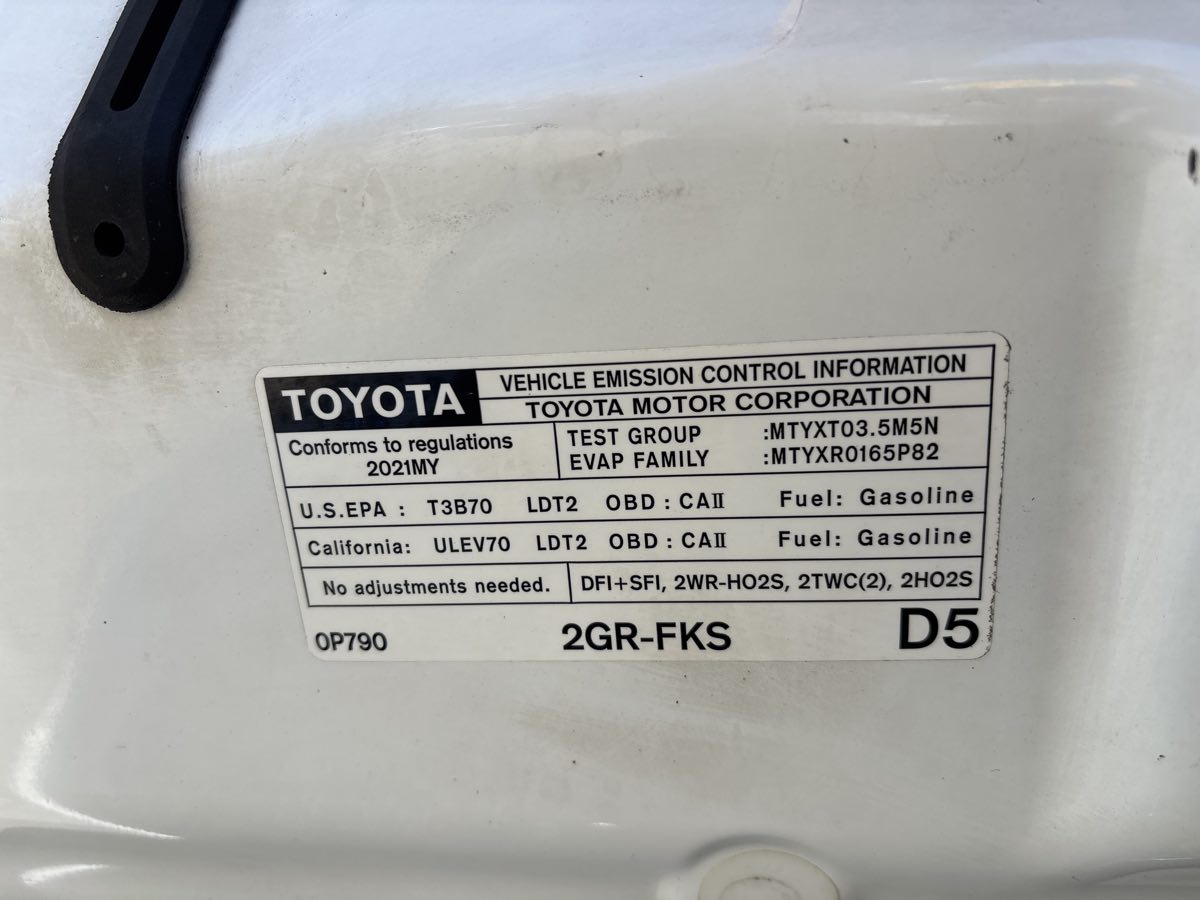 TOYOTA
VEHICLE EMISSION CONTROL INFORMATION
TOYOTA MOTOR CORPORATION
Conforms to regulations
2021MY
TEST GROUP :MTYXT03.5M5N
EVAP FAMILY :MTYXR0165P82
U.S.EPA : T3B70 LDT2 OBD : CAⅡ Fuel: Gasoline
California: ULEV70 LDT2 OBD : CAⅡ Fuel: Gasoline
No adjustments needed. DFI+SFI, 2WR-HO2S, 2TWC(2), 2HO2S
0P790 2GR-FKS D5